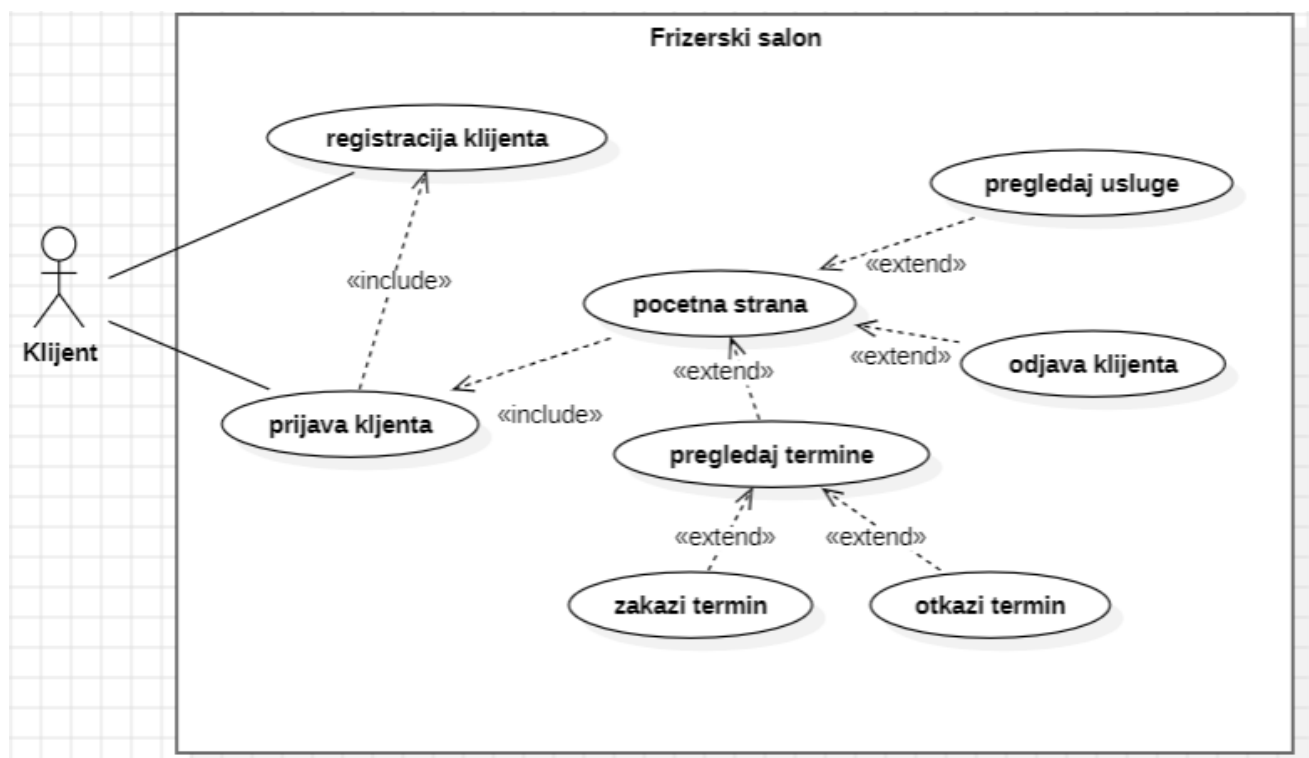 Frizerski salon
registracija klijenta
pregledaj usluge
«include»
«extend»
pocetna strana
Klijent
«extend»
«extend»
odjava klijenta
prijava kljenta
«include»
pregledaj termine
«extend»
«extend»
zakazi termin
otkazi termin